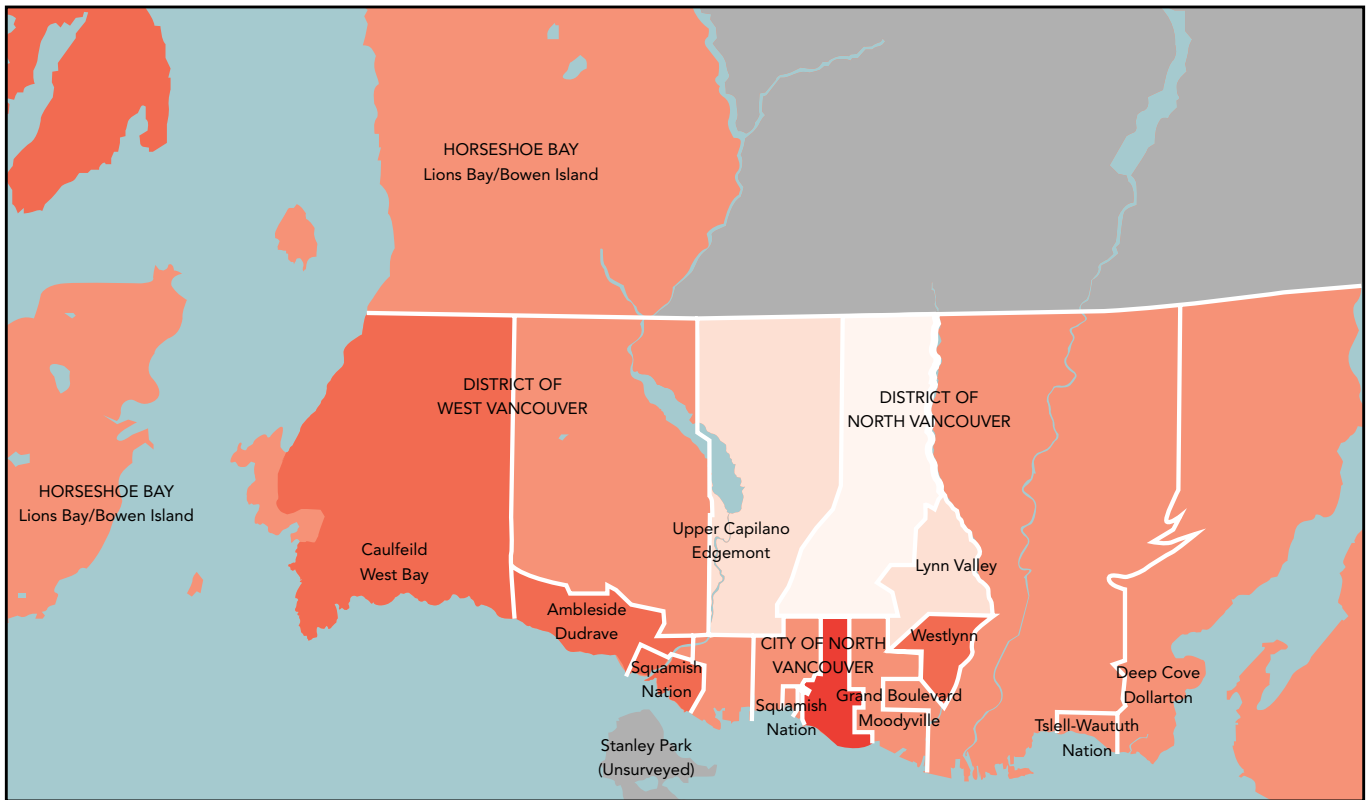 HORSESHOE BAY
Lions Bay/Bowen Island
DISTRICT OF
WEST VANCOUVER
DISTRICT OF
NORTH VANCOUVER
HORSESHOE BAY
Lions Bay/Bowen Island
Upper Capilano
Edgemont
Caulfeild
West Bay
Lynn Valley
Ambleside
Dudrave
CITY OF NORTH
VANCOUVER
Westlynn
Squamish
Nation
Squamish
Nation
Grand Boulevard
Moodyville
Deep Cove
Dollarton
Tslell-Waututh
Nation
Stanley Park
(Unsurveyed)